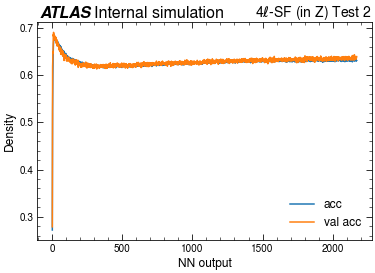 ATLAS Internal simulation
4ℓ-SF (in Z) Test 2
0.7
0.6
0.5
0.4
0.3
Density
acc
val acc
0
500
1000
1500
2000
NN output